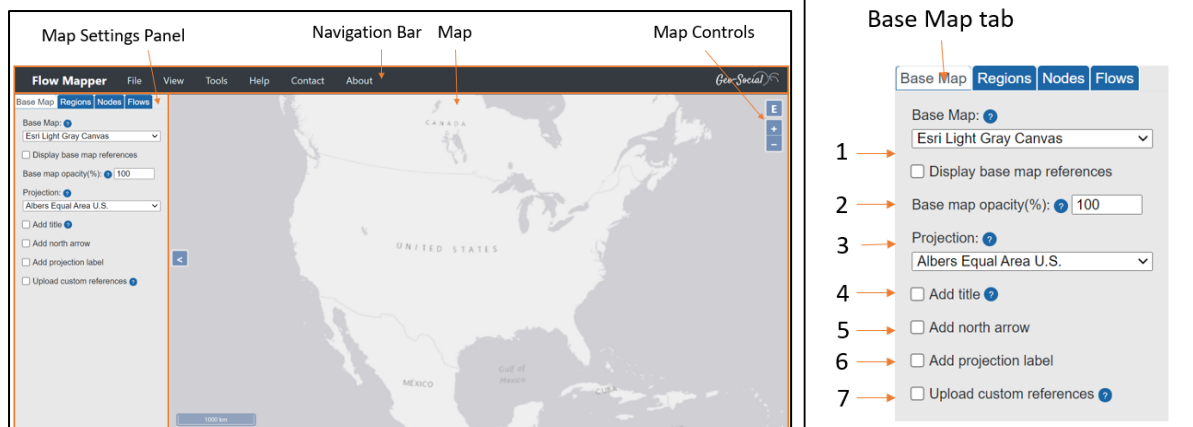 Map Settings Panel
Navigation Bar
Map
Map Controls
Flow Mapper File View Tools Help Contact About
Geo-Social
Base Map Regions Nodes Flows
Base Map: ?
Esri Light Gray Canvas
Display base map references
Base map opacity(%): ? 100
Projection: ?
Albers Equal Area U.S.
Add title ?
Add north arrow
Add projection label
Upload custom references ?
<
E
+
−
CANADA
UNITED STATES
MÉXICO
Gulf of
Mexico
CUBA
1000 km
Base Map tab
Base Map Regions Nodes Flows
Base Map: ?
1
Esri Light Gray Canvas
Display base map references
2 Base map opacity(%): ? 100
3 Projection: ?
Albers Equal Area U.S.
4 Add title ?
5 Add north arrow
6 Add projection label
7 Upload custom references ?